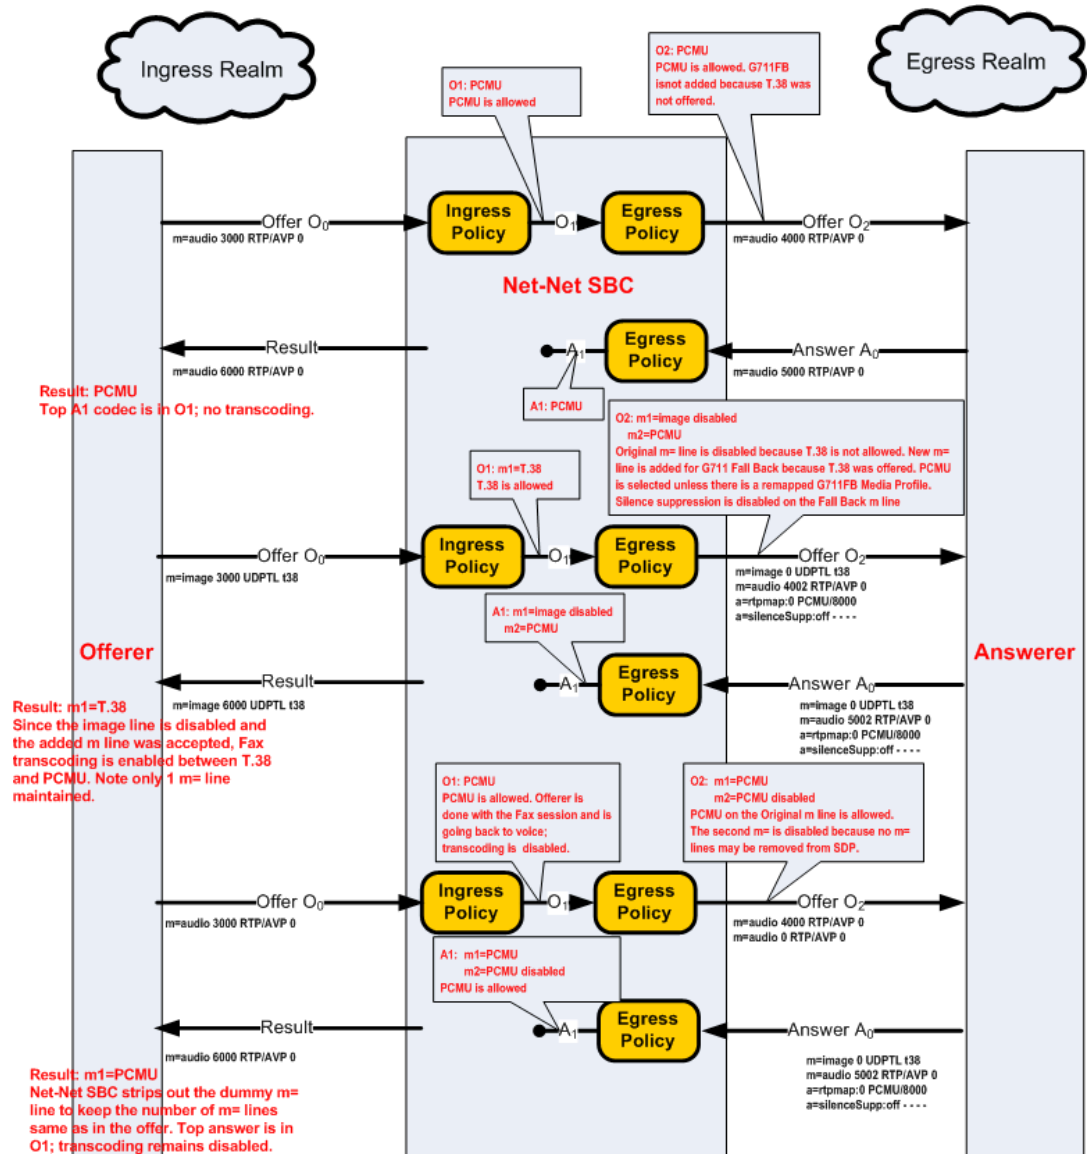 Ingress Realm
Egress Realm
O1: PCMU
PCMU is allowed
O2: PCMU
PCMU is allowed. G711FB
isnot added because T.38 was
not offered.
Offer O0
m=audio 3000 RTP/AVP 0
Ingress
Policy
O1
Egress
Policy
Offer O2
m=audio 4000 RTP/AVP 0
Net-Net SBC
Result
m=audio 6000 RTP/AVP 0
A1
Egress
Policy
Answer A0
m=audio 5000 RTP/AVP 0
Result: PCMU
Top A1 codec is in O1; no transcoding.
A1: PCMU
O2: m1=image disabled
m2=PCMU
Original m= line is disabled because T.38 is not allowed. New m=
line is added for G711 Fall Back because T.38 was offered. PCMU
is selected unless there is a remapped G711FB Media Profile.
Silence suppression is disabled on the Fall Back m line
O1: m1=T.38
T.38 is allowed
Offer O0
m=image 3000 UDPTL t38
Ingress
Policy
O1
Egress
Policy
Offer O2
m=image 0 UDPTL t38
m=audio 4002 RTP/AVP 0
a=rtpmap:0 PCMU/8000
a=silenceSupp:off - - - -
A1: m1=image disabled
m2=PCMU
Offerer
Answerer
Result
m=image 6000 UDPTL t38
A1
Egress
Policy
Answer A0
m=image 0 UDPTL t38
m=audio 5002 RTP/AVP 0
a=rtpmap:0 PCMU/8000
a=silenceSupp:off - - - -
Result: m1=T.38
Since the image line is disabled and
the added m line was accepted, Fax
transcoding is enabled between T.38
and PCMU. Note only 1 m= line
maintained.
O1: PCMU
PCMU is allowed. Offerer is
done with the Fax session and is
going back to voice;
transcoding is disabled.
O2: m1=PCMU
m2=PCMU disabled
PCMU on the Original m line is allowed.
The second m= is disabled because no m=
lines may be removed from SDP.
Offer O0
m=audio 3000 RTP/AVP 0
Ingress
Policy
O1
Egress
Policy
Offer O2
m=audio 4000 RTP/AVP 0
m=audio 0 RTP/AVP 0
A1: m1=PCMU
m2=PCMU disabled
PCMU is allowed
Result
m=audio 6000 RTP/AVP 0
A1
Egress
Policy
Answer A0
m=image 0 UDPTL t38
m=audio 5002 RTP/AVP 0
a=rtpmap:0 PCMU/8000
a=silenceSupp:off - - - -
Result: m1=PCMU
Net-Net SBC strips out the dummy m=
line to keep the number of m= lines
same as in the offer. Top answer is in
O1; transcoding remains disabled.